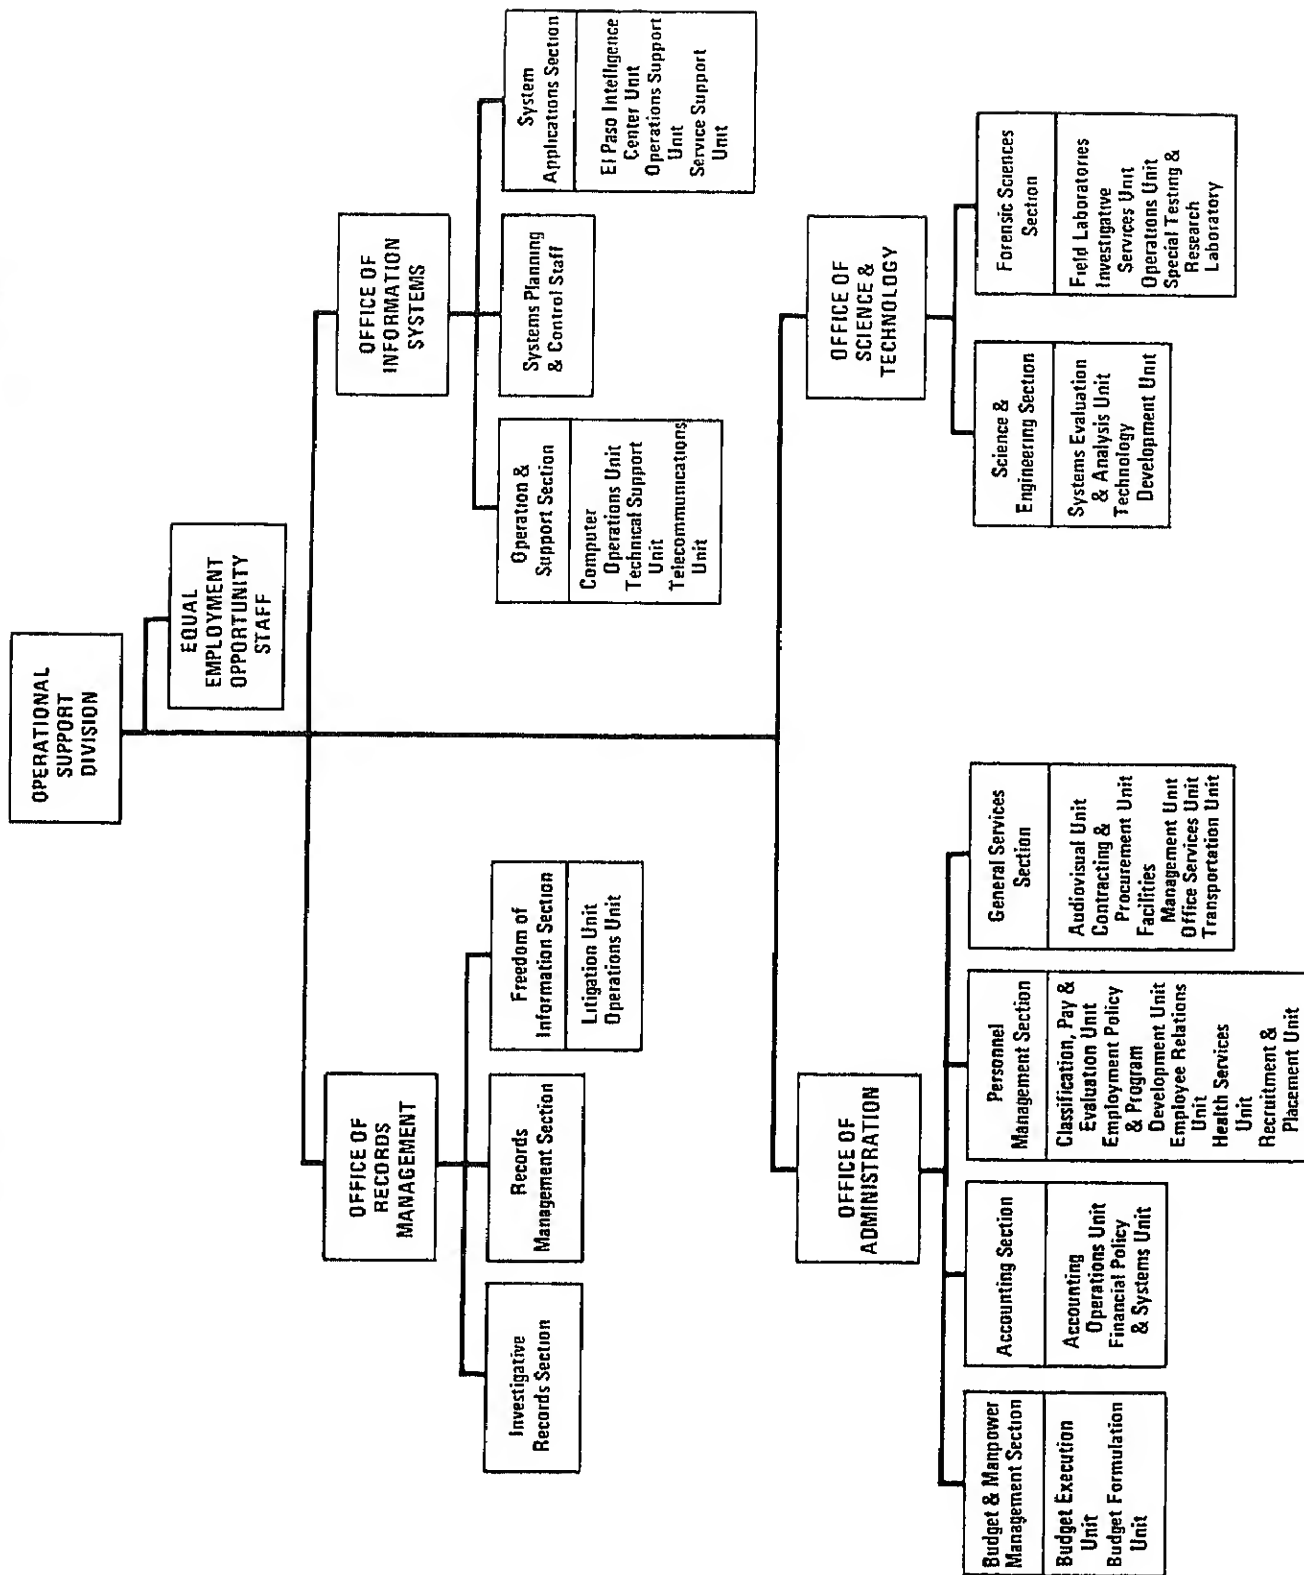 OPERATIONAL
SUPPORT
DIVISION
EQUAL
EMPLOYMENT
OPPORTUNITY
STAFF
OFFICE OF
RECORDS
MANAGEMENT
Investigative
Records Section
Records
Management Section
Freedom of
Information Section
Litigation Unit
Operations Unit
OFFICE OF
INFORMATION
SYSTEMS
Operation &
Support Section
Computer
Operations Unit
Technical Support
Unit
Telecommunications
Unit
Systems Planning
& Control Staff
System
Applications Section
El Paso Intelligence
Center Unit
Operations Support
Unit
Service Support
Unit
OFFICE OF
ADMINISTRATION
Budget & Manpower
Management Section
Budget Execution
Unit
Budget Formulation
Unit
Accounting Section
Accounting
Operations Unit
Financial Policy
& Systems Unit
Personnel
Management Section
Classification, Pay &
Evaluation Unit
Employment Policy
& Program
Development Unit
Employee Relations
Unit
Health Services
Unit
Recruitment &
Placement Unit
General Services
Section
Audiovisual Unit
Contracting &
Procurement Unit
Facilities
Management Unit
Office Services Unit
Transportation Unit
OFFICE OF
SCIENCE &
TECHNOLOGY
Science &
Engineering Section
Systems Evaluation
& Analysis Unit
Technology
Development Unit
Forensic Sciences
Section
Field Laboratories
Investigative
Services Unit
Operations Unit
Special Testing &
Research
Laboratory